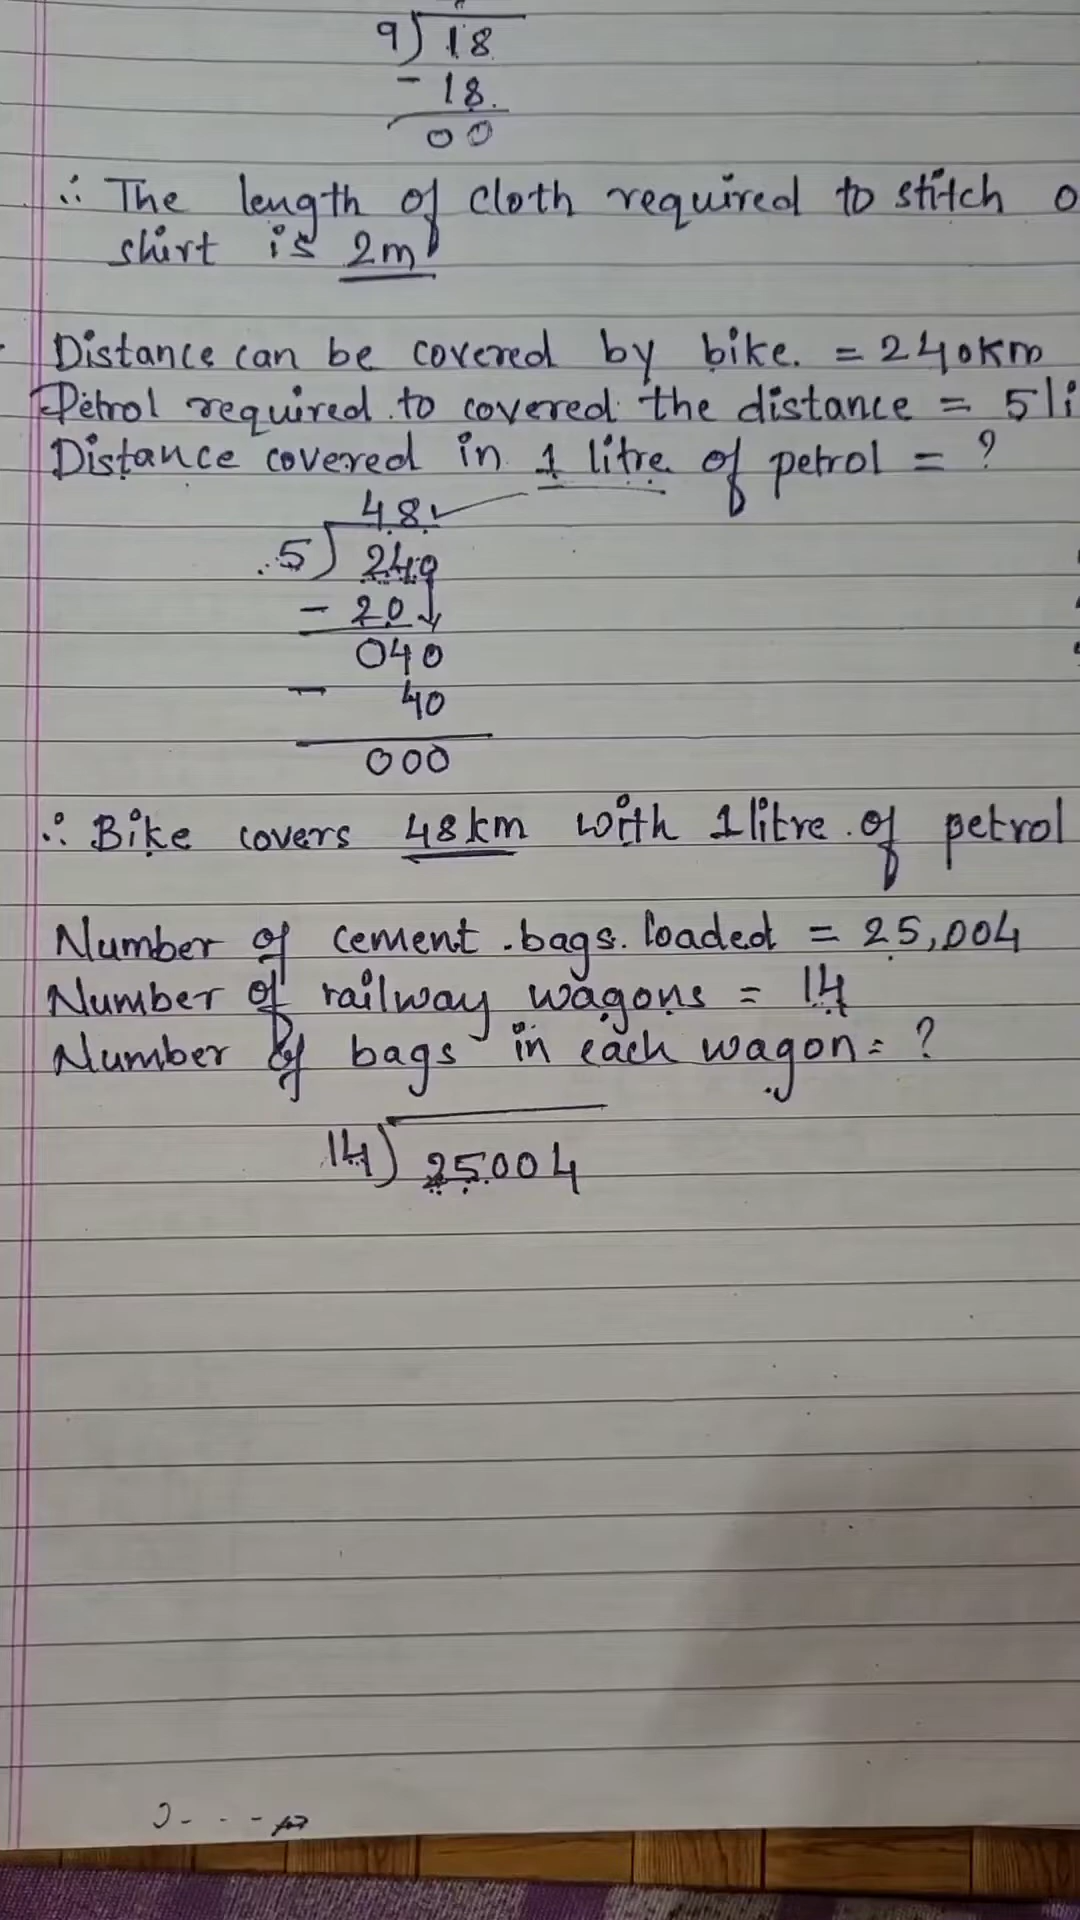 9) 18
- 18
00
∴ The length of cloth required to stitch
shirt is 2m
Distance can be covered by bike. = 240km
Petrol required to covered the distance = 5li
Distance covered in 1 litre of petrol = ?
48
5) 240
- 20
040
- 40
000
∴ Bike covers 48km with 1 litre of petrol
Number of cement bags loaded = 25,004
Number of railway wagons = 14
Number of bags in each wagon = ?
14) 25004